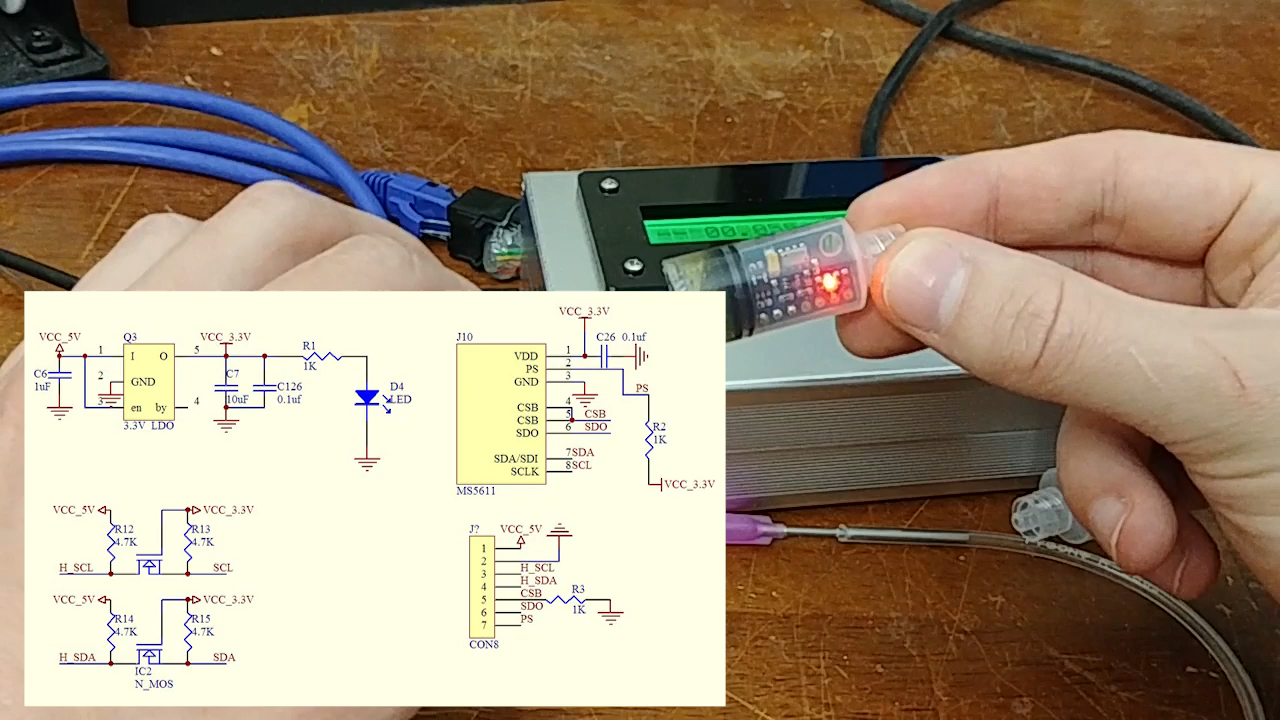 VCC_5V
Q3
VCC_3.3V
1 I O 5
R1
1K
C6
1uF
2 GND
C7
10uF
C126
0.1uf
D4
LED
3 en by 4
3.3V LDO
VCC_3.3V
C26 0.1uf
J10
VDD 1
PS 2
GND 3
PS
CSB 4
CSB 5 CSB
SDO 6 SDO
R2
1K
SDA/SDI 7 SDA
SCLK 8 SCL
MS5611
VCC_3.3V
VCC_5V VCC_3.3V
R12
4.7K
R13
4.7K
H_SCL SCL
VCC_5V VCC_3.3V
R14
4.7K
R15
4.7K
H_SDA SDA
IC2
N_MOS
J?
VCC_5V
1
2
3 H_SCL
4 H_SDA
5 CSB
R3
1K
6 SDO
7 PS
CON8